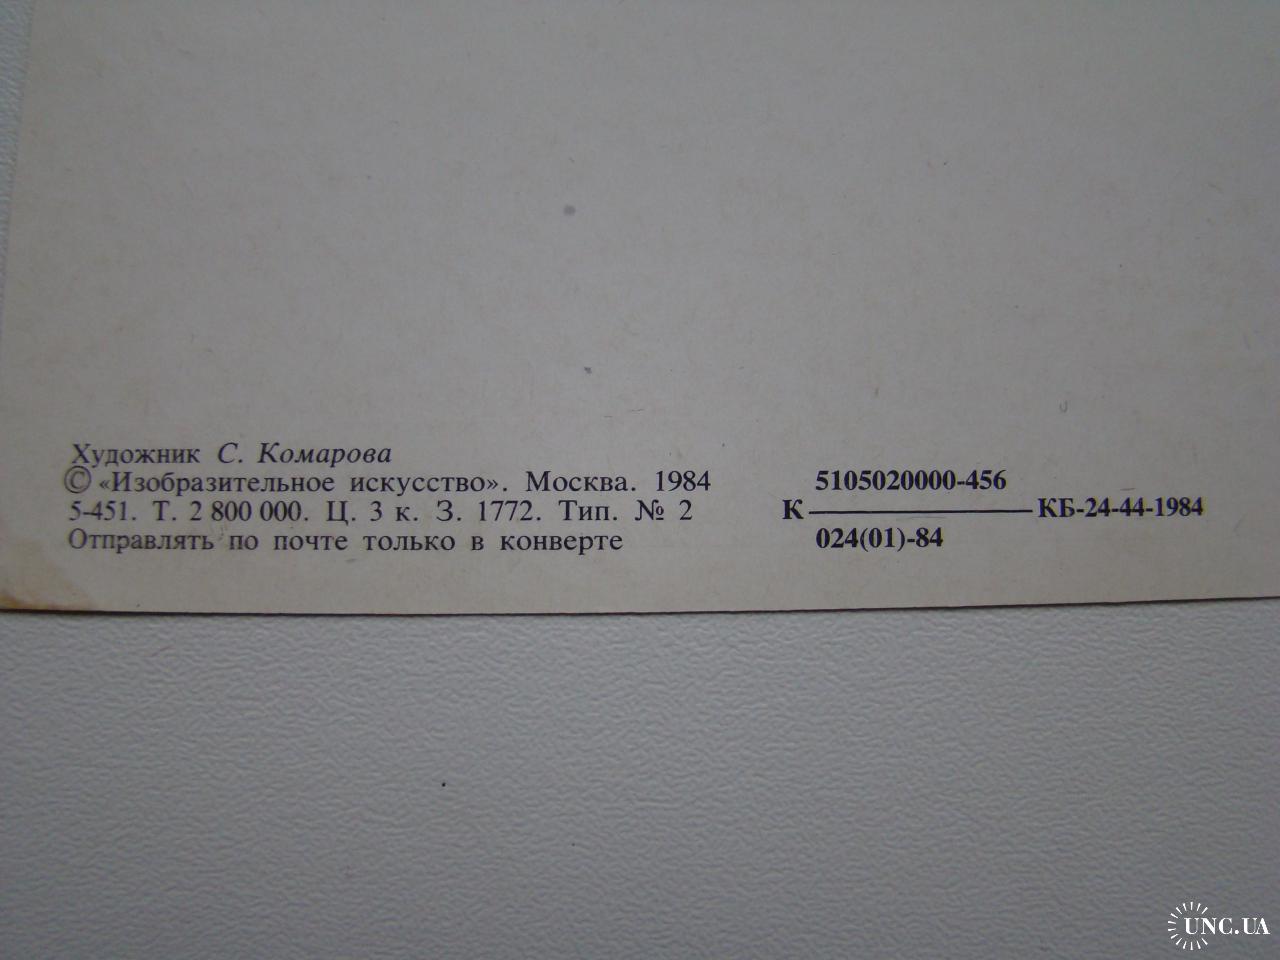 Художник С. Комарова
© «Изобразительное искусство». Москва. 1984
5-451. Т. 2 800 000. Ц. 3 к. З. 1772. Тип. № 2
Отправлять по почте только в конверте
5105020000-456
К ———— КБ-24-44-1984
024(01)-84
UNC.UA